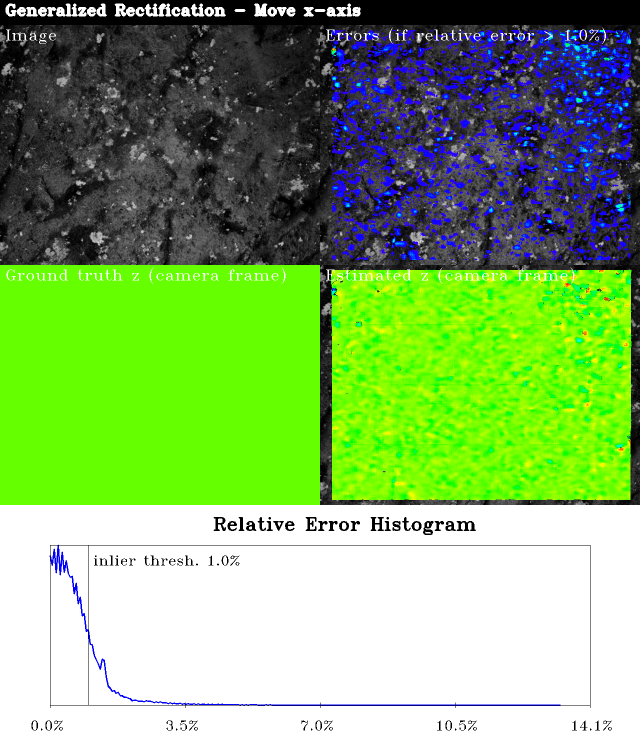 Generalized Rectification - Move x-axis
Image
Errors (if relative error > 1.0%)
Ground truth z (camera frame)
Estimated z (camera frame)
Relative Error Histogram
inlier thresh. 1.0%
0.0%
3.5%
7.0%
10.5%
14.1%